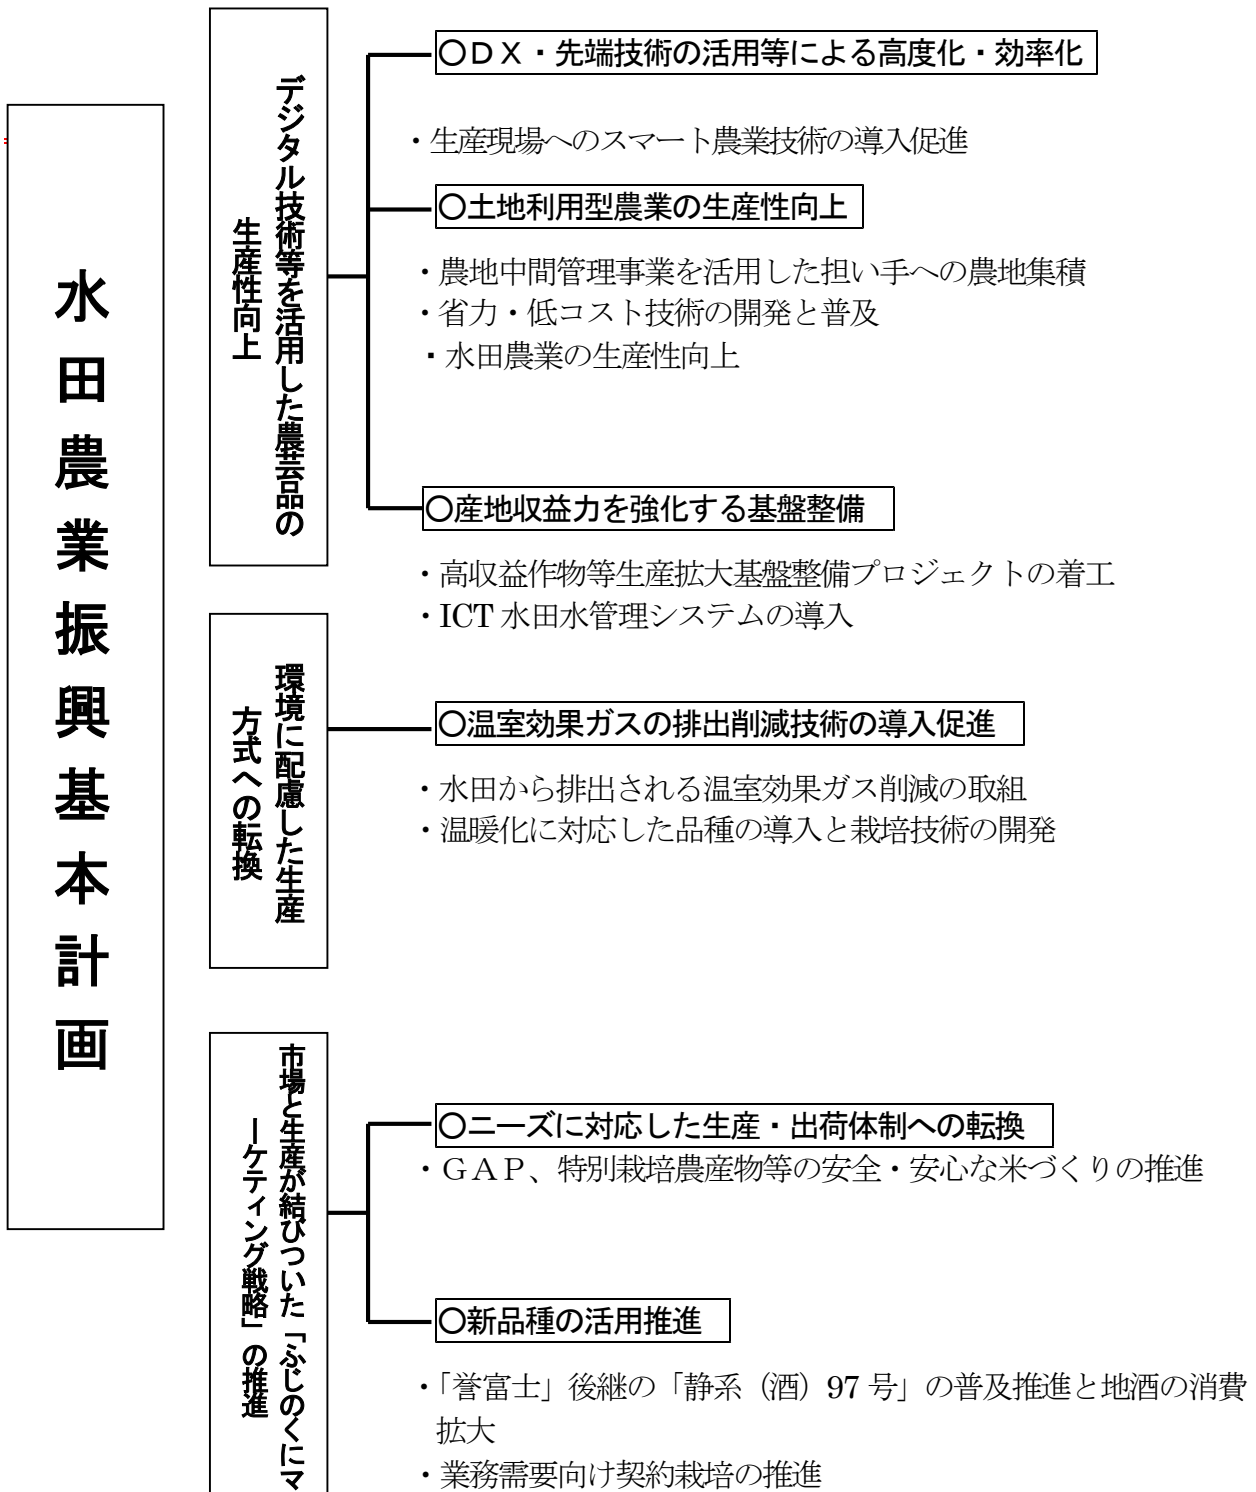 水田農業振興基本計画
デジタル技術等を活用した農芸品の
生産性向上
〇ＤＸ・先端技術の活用等による高度化・効率化
・生産現場へのスマート農業技術の導入促進
〇土地利用型農業の生産性向上
・農地中間管理事業を活用した担い手への農地集積
・省力・低コスト技術の開発と普及
・水田農業の生産性向上
〇産地収益力を強化する基盤整備
・高収益作物等生産拡大基盤整備プロジェクトの着工
・ICT 水田水管理システムの導入
環境に配慮した生産
方式への転換
〇温室効果ガスの排出削減技術の導入促進
・水田から排出される温室効果ガス削減の取組
・温暖化に対応した品種の導入と栽培技術の開発
市場と生産が結びついた「ふじのくにマ
ーケティング戦略」の推進
〇ニーズに対応した生産・出荷体制への転換
・ＧＡＰ、特別栽培農産物等の安全・安心な米づくりの推進
〇新品種の活用推進
・「誉富士」後継の「静系（酒）97 号」の普及推進と地酒の消費
拡大
・業務需要向け契約栽培の推進